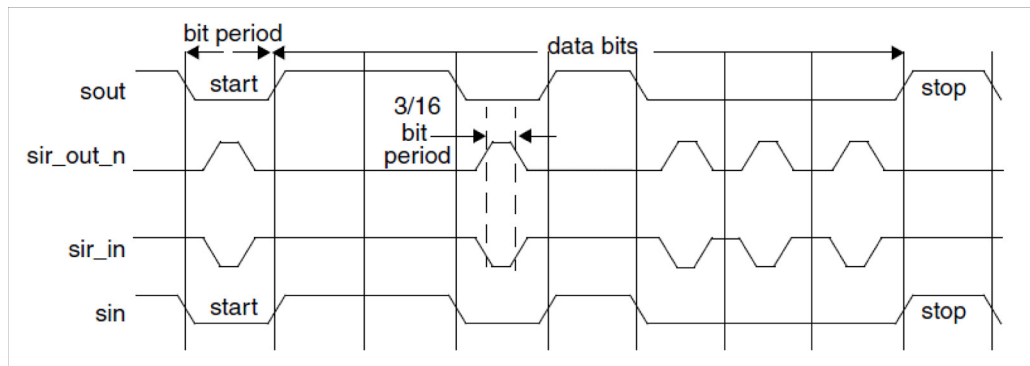 bit period
data bits
sout
start
stop
3/16
bit
period
sir_out_n
sir_in
sin
start
stop